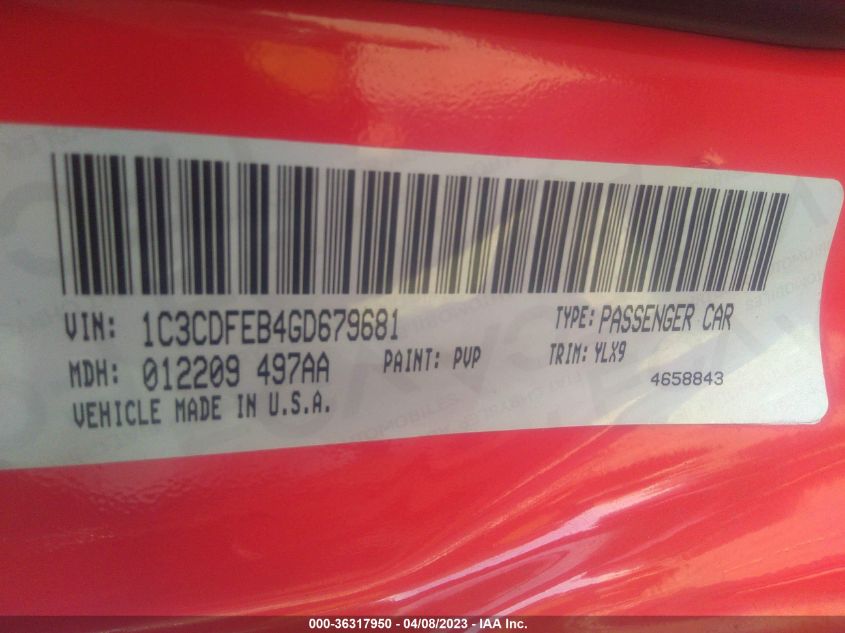 VIN: 1C3CDFEB4GD679681 TYPE: PASSENGER CAR
MDH: 012209 497AA PAINT: PVP TRIM: YLX9
VEHICLE MADE IN U.S.A. 4658843
000-36317950 - 04/08/2023 - © IAA Inc.